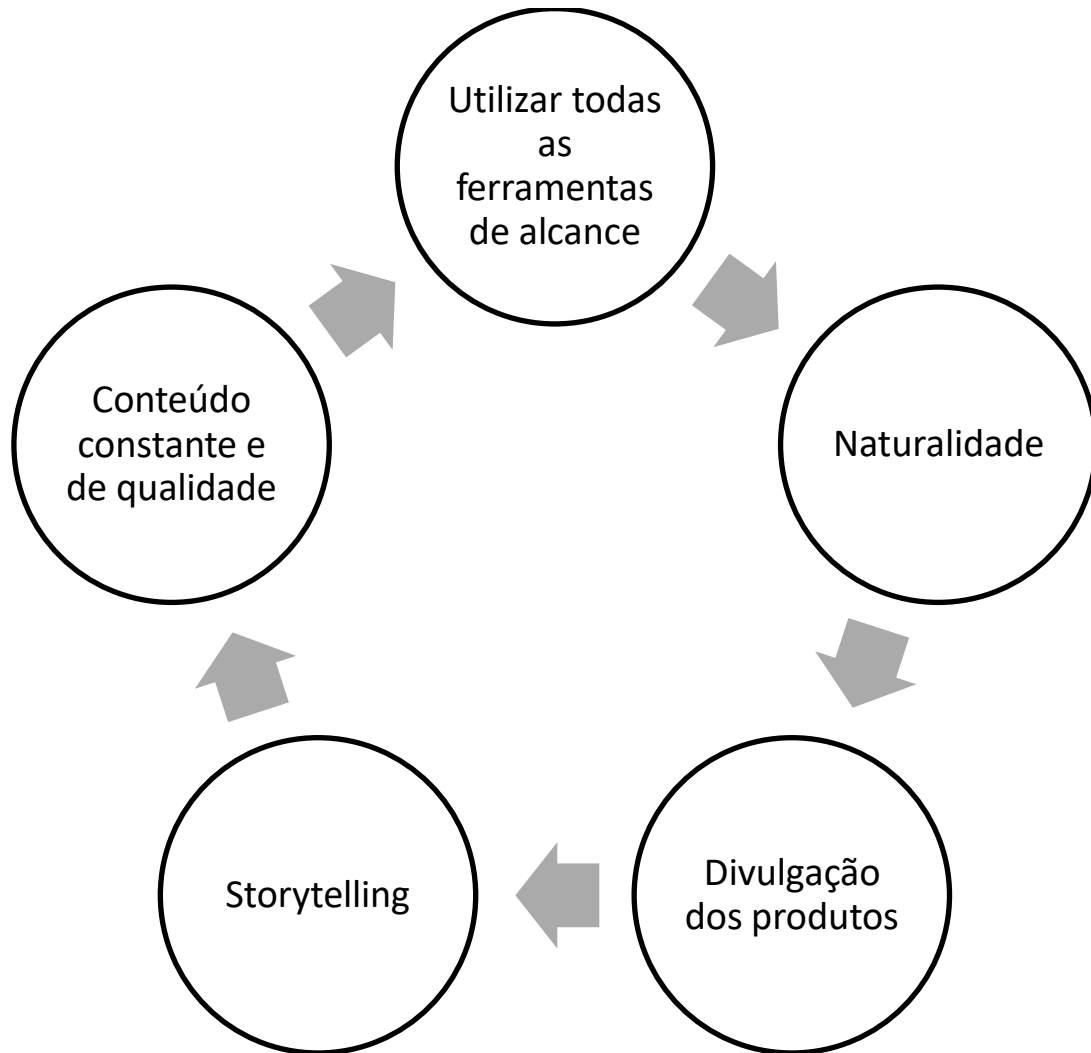 Utilizar todas
as
ferramentas
de alcance
Naturalidade
Divulgação
dos produtos
Storytelling
Conteúdo
constante e
de qualidade